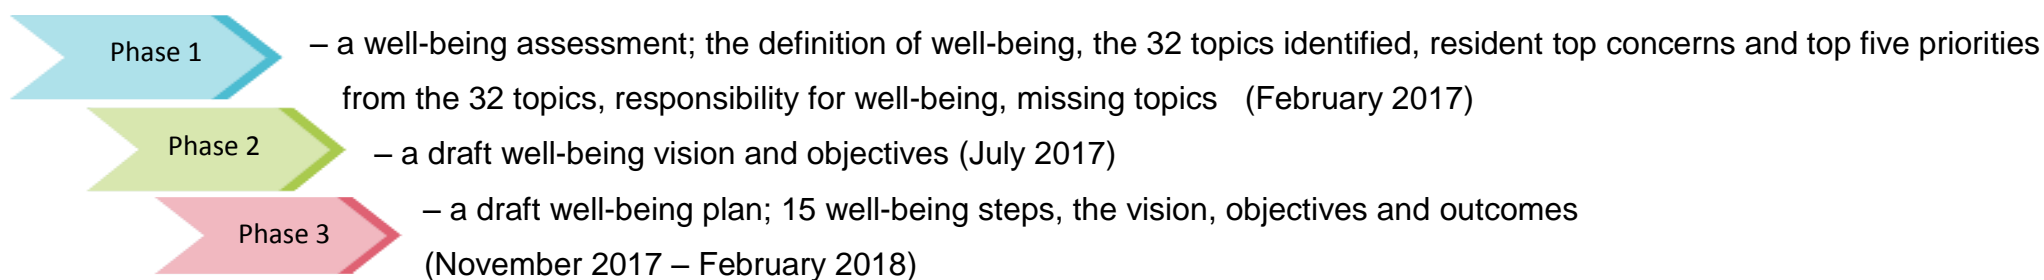 Phase 1 – a well-being assessment; the definition of well-being, the 32 topics identified, resident top concerns and top five priorities
from the 32 topics, responsibility for well-being, missing topics (February 2017)
Phase 2 – a draft well-being vision and objectives (July 2017)
Phase 3 – a draft well-being plan; 15 well-being steps, the vision, objectives and outcomes
(November 2017 – February 2018)